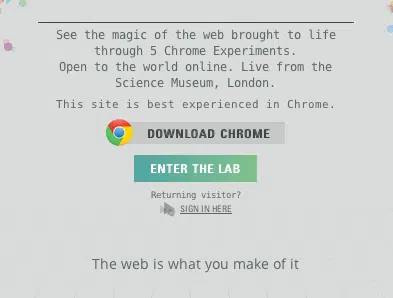 See the magic of the web brought to life
through 5 Chrome Experiments.
Open to the world online. Live from the
Science Museum, London.
This site is best experienced in Chrome.
DOWNLOAD CHROME
ENTER THE LAB
Returning visitor?
SIGN IN HERE
The web is what you make of it